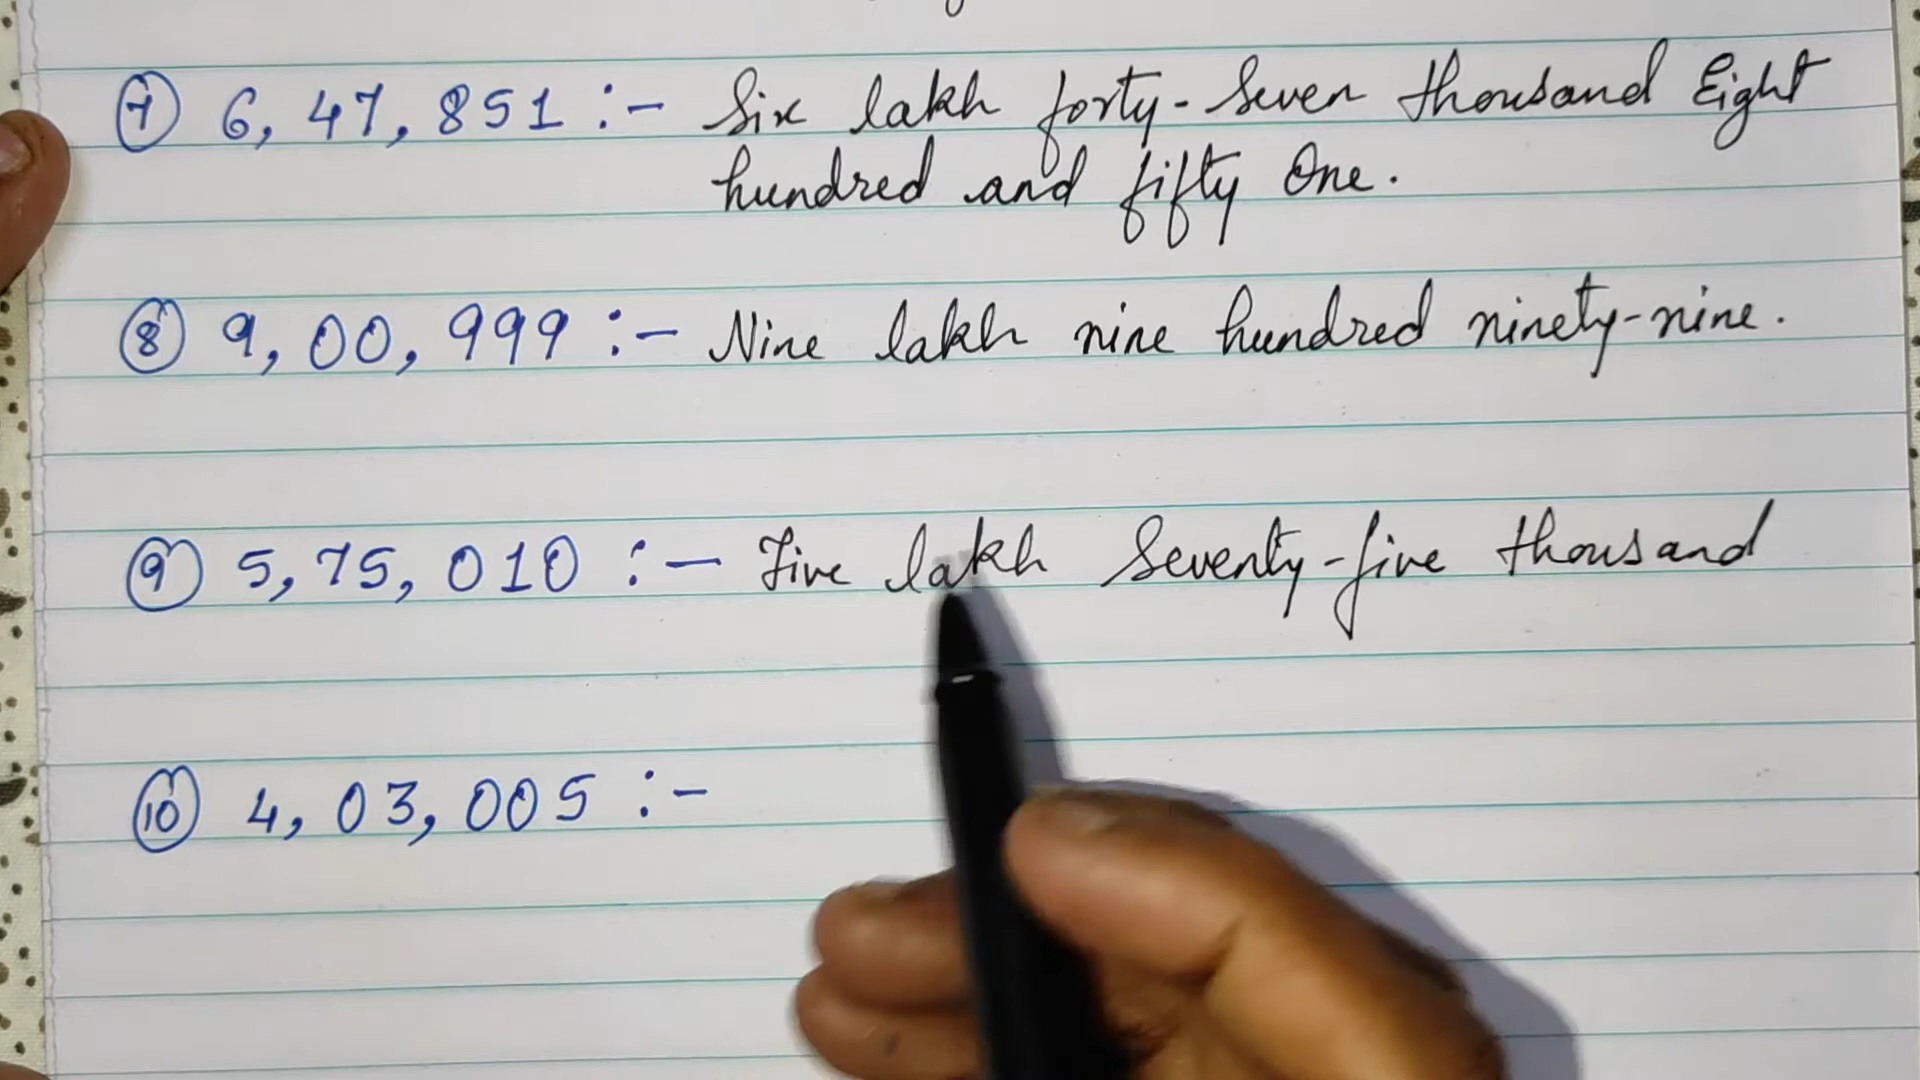 7 6,47,851 :- Six lakh forty-Seven thousand Eight
hundred and fifty One.
8 9,00,999 :- Nine lakh nine hundred ninety-nine.
9 5,75,010 :- Five lakh Seventy-five thousand
10 4,03,005 :-